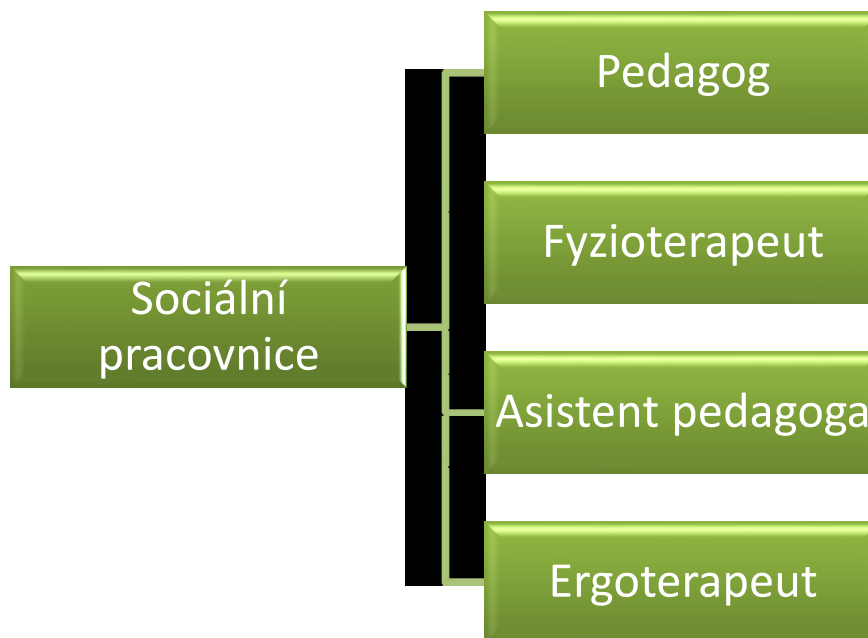 Pedagog
Fyzioterapeut
Sociální
pracovnice
Asistent pedagoga
Ergoterapeut